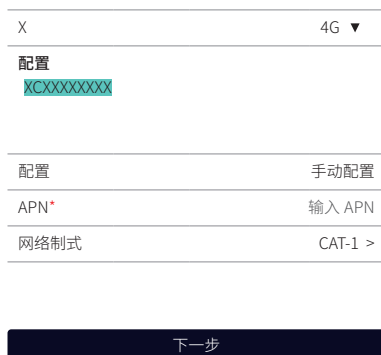 X 4G ▼
配置
XCXXXXXXXX
配置 手动配置
APN* 输入 APN
网络制式 CAT-1 >
下一步